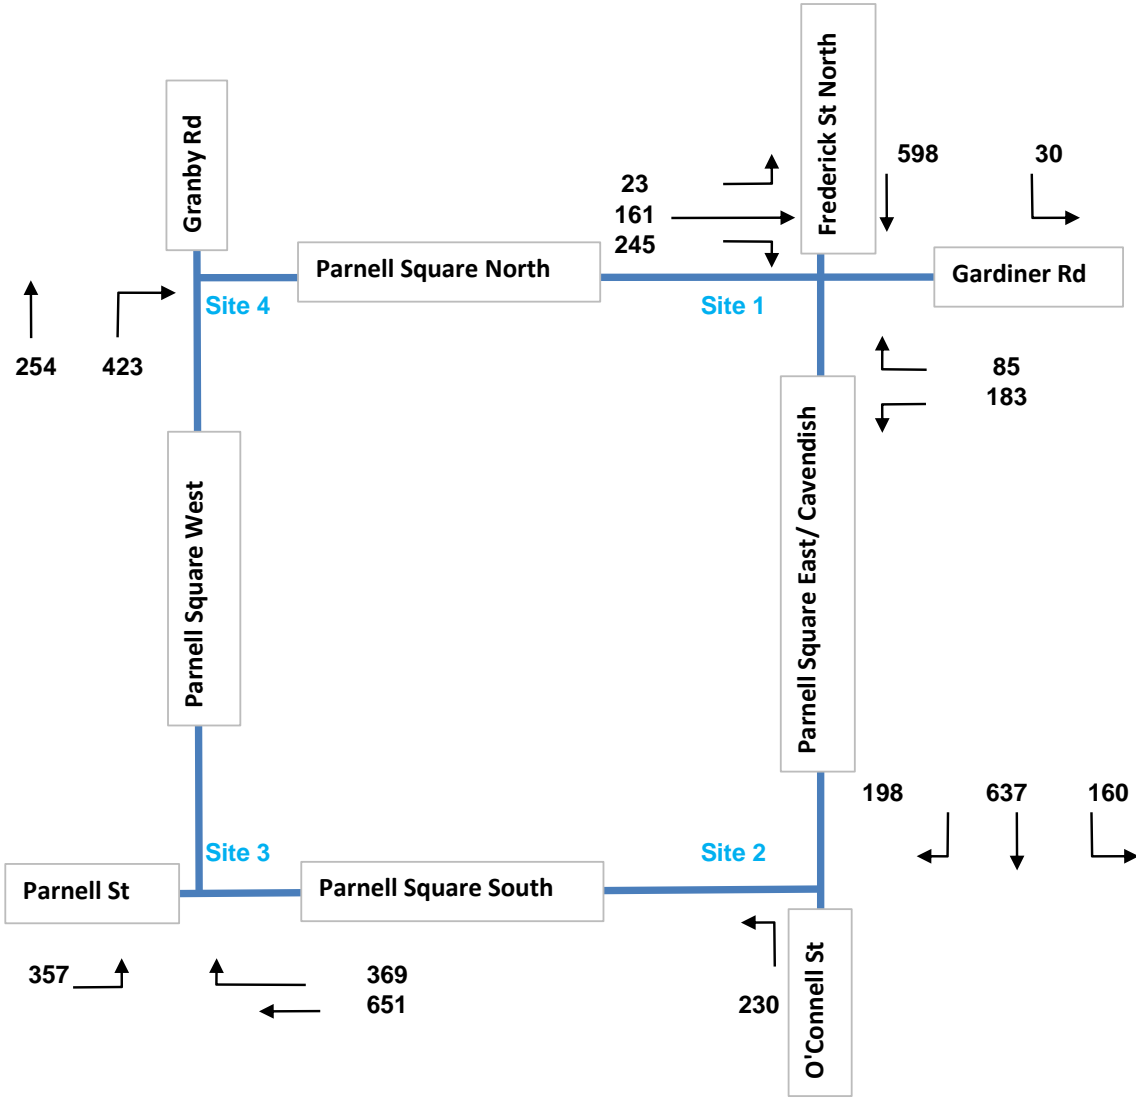 Frederick St North
Granby Rd
598
30
23
161
245
Parnell Square North
Gardiner Rd
Site 4
Site 1
254
423
85
183
Parnell Square West
Parnell Square East/ Cavendish
198
637
160
Site 3
Site 2
Parnell St
Parnell Square South
O'Connell St
357
369
651
230